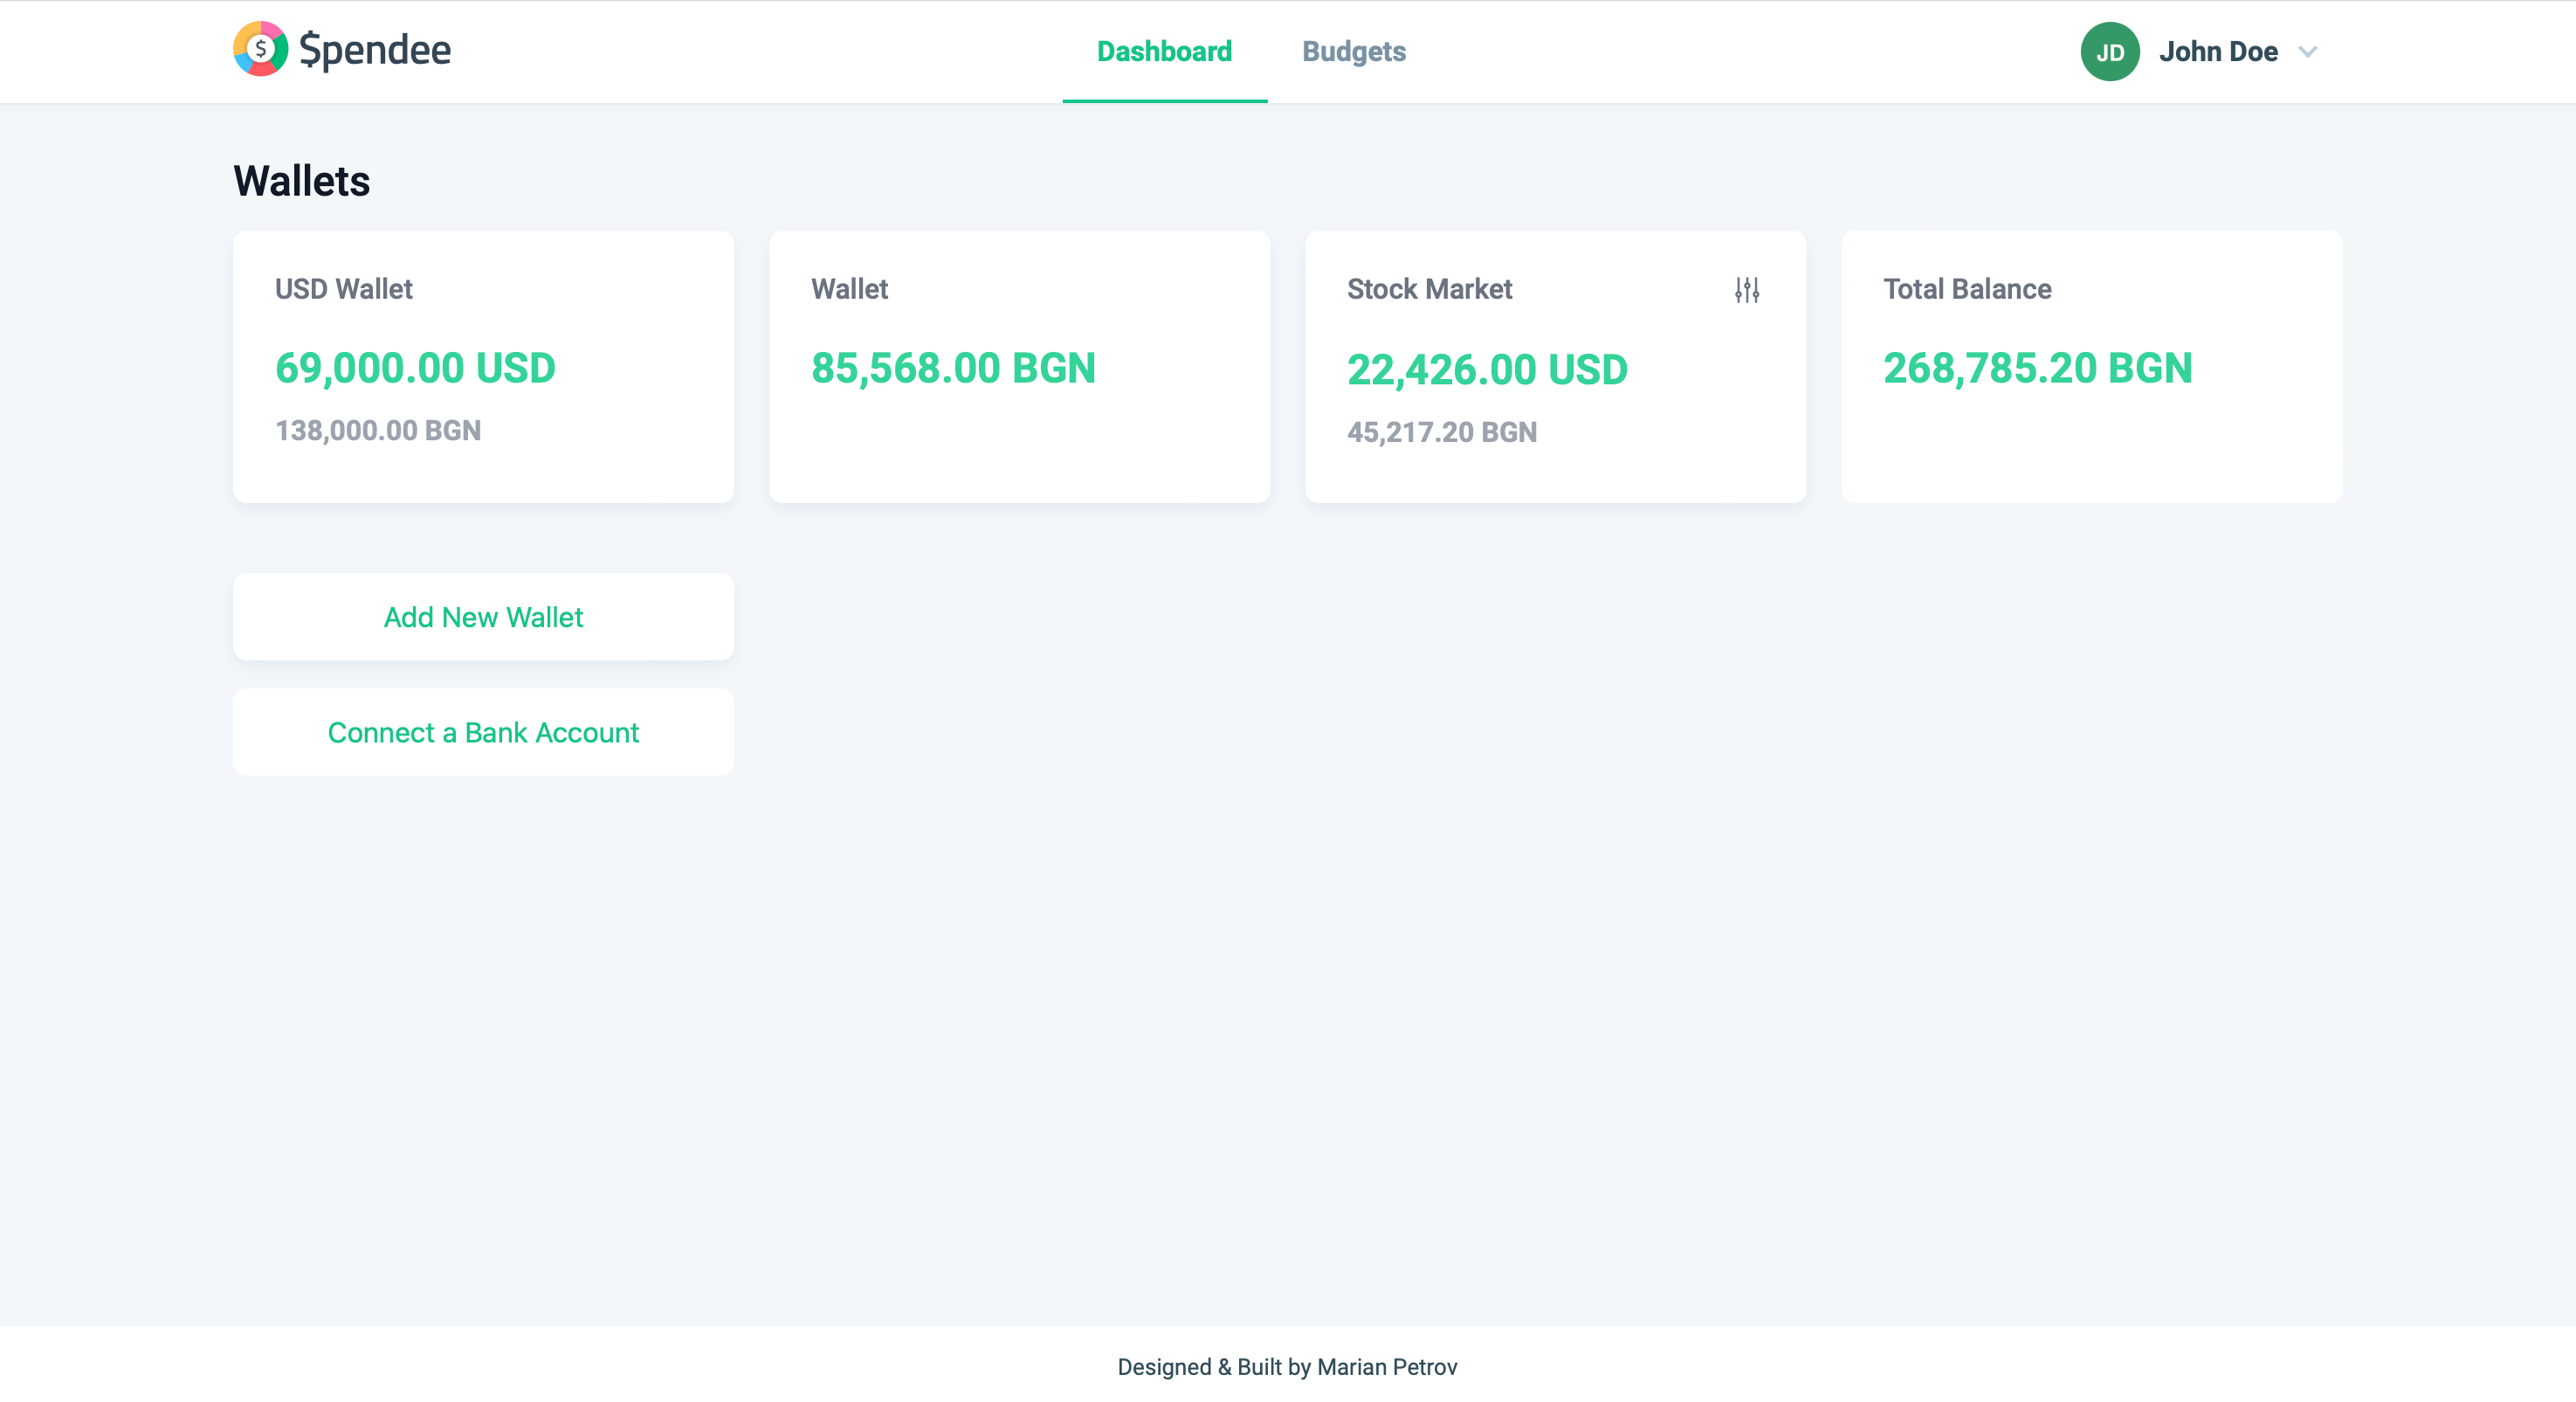 $ $pendee
Dashboard
Budgets
JD
John Doe
Wallets
USD Wallet
69,000.00 USD
138,000.00 BGN
Wallet
85,568.00 BGN
Stock Market
22,426.00 USD
45,217.20 BGN
Total Balance
268,785.20 BGN
Add New Wallet
Connect a Bank Account
Designed & Built by Marian Petrov